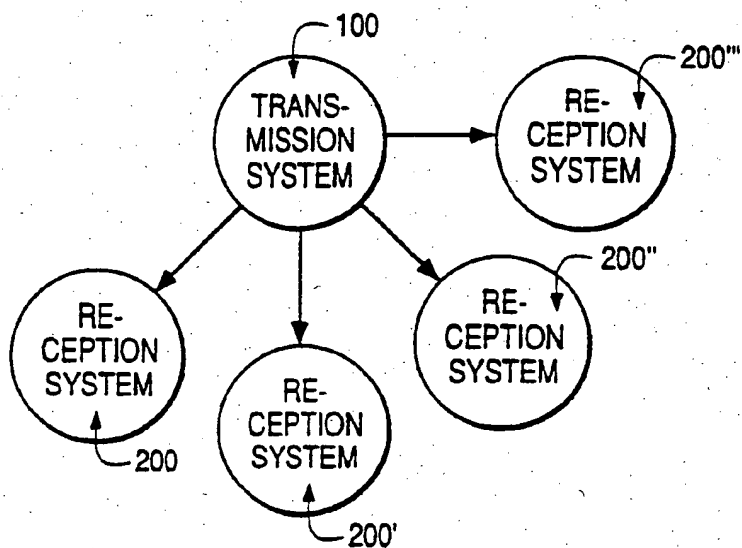 100
TRANS-
MISSION
SYSTEM
200'''
RE-
CEPTION
SYSTEM
200''
RE-
CEPTION
SYSTEM
RE-
CEPTION
SYSTEM
200
RE-
CEPTION
SYSTEM
200'